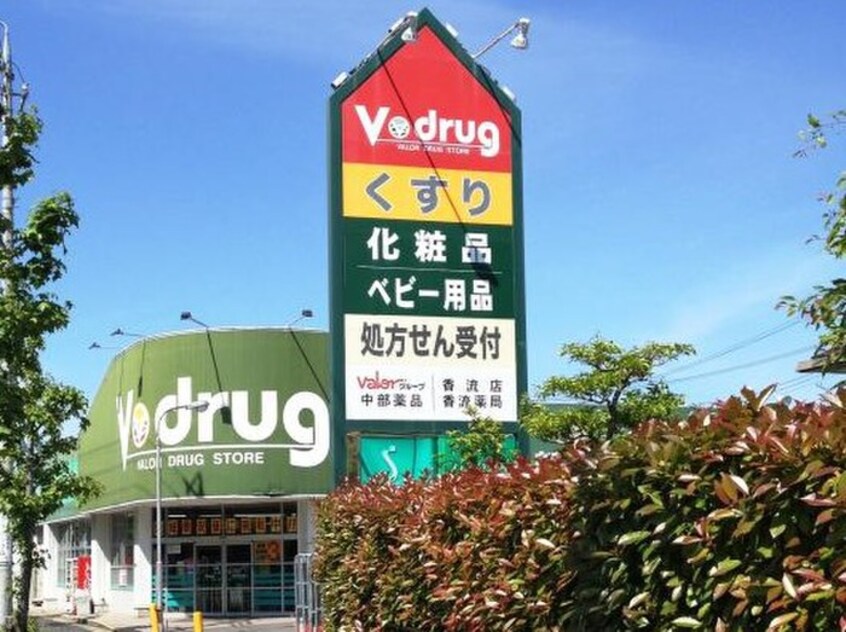 V drug
VALOR DRUG STORE
くすり
化粧品
ベビー用品
処方せん受付
Valorグループ
中部薬品
香流店
香流薬局
V drug
VALOR DRUG STORE